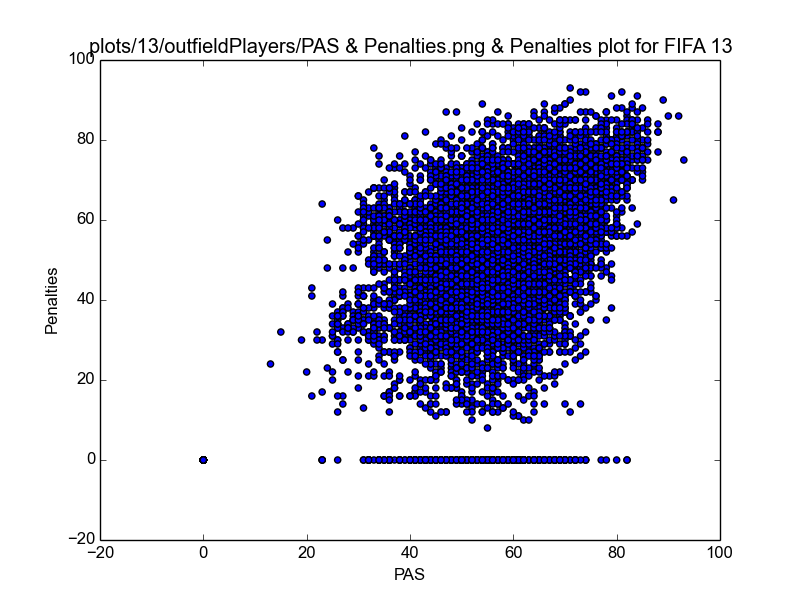 plots/13/outfieldPlayers/PAS & Penalties.png & Penalties plot for FIFA 13
100
80
60
40
20
0
−20
Penalties
−20 0 20 40 60 80 100
PAS